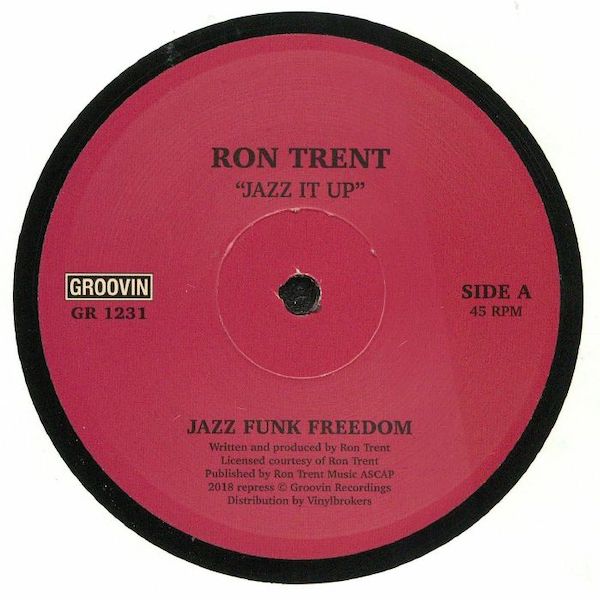 RON TRENT
"JAZZ IT UP"
GROOVIN
GR 1231
SIDE A
45 RPM
JAZZ FUNK FREEDOM
Written and produced by Ron Trent
Licensed courtesy of Ron Trent
Published by Ron Trent Music ASCAP
2018 repress © Groovin Recordings
Distribution by Vinylbrokers